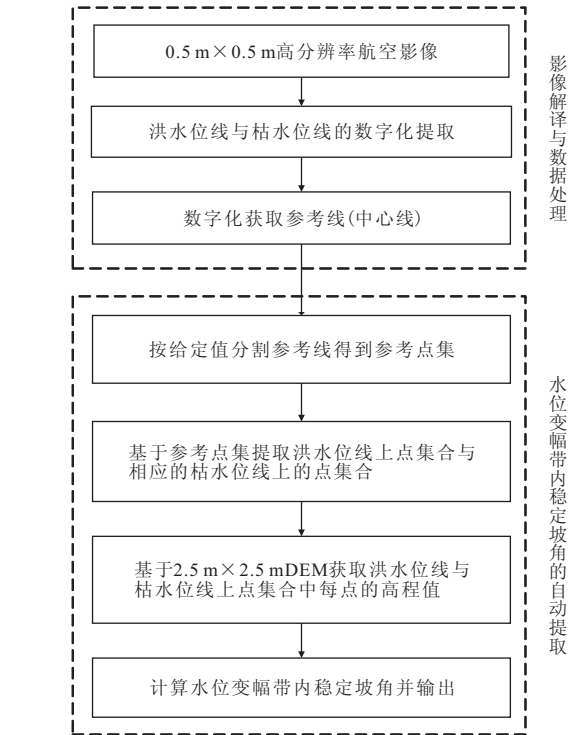 0.5 m×0.5 m高分辨率航空影像
洪水位线与枯水位线的数字化提取
数字化获取参考线(中心线)
影像解译与数据处理
按给定值分割参考线得到参考点集
基于参考点集提取洪水位线上点集合与
相应的枯水位线上的点集合
基于2.5 m×2.5 mDEM获取洪水位线与
枯水位线上点集合中每点的高程值
计算水位变幅带内稳定坡角并输出
水位变幅带内稳定坡角的自动提取